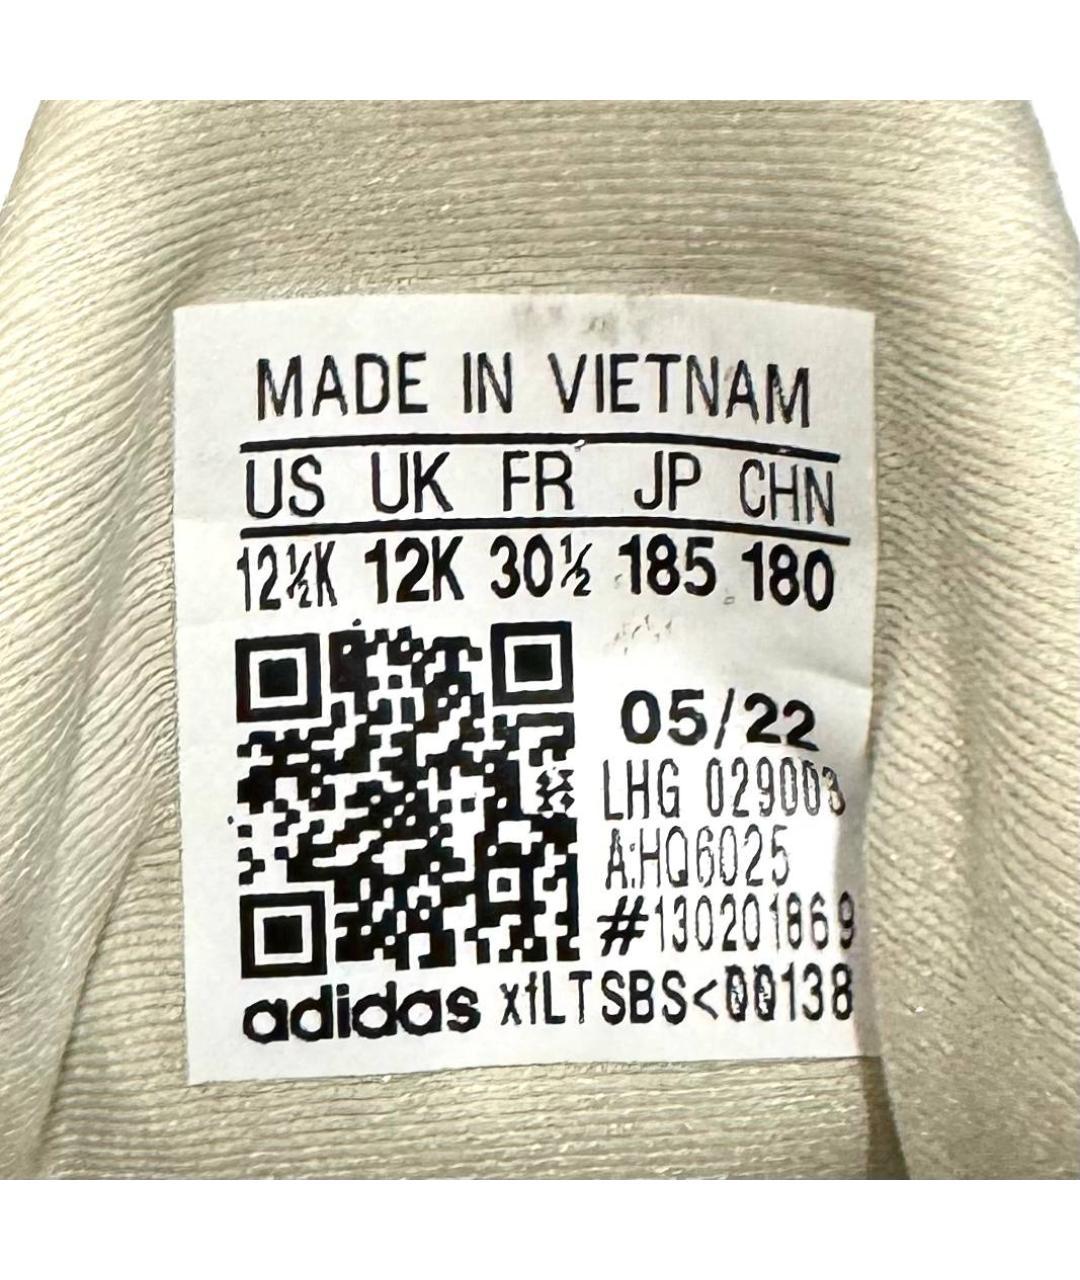 MADE IN VIETNAM
US UK FR JP CHN
12½K 12K 30½ 185 180
05/22
LHG 029003
A:HQ6025
#130201869
adidas x1LTSBS<00138